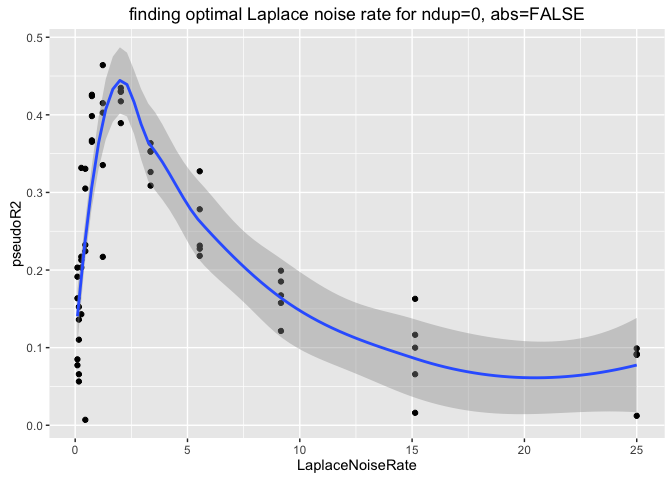 finding optimal Laplace noise rate for ndup=0, abs=FALSE
0.5
0.4
0.3
0.2
0.1
0.0
pseudoR2
0 5 10 15 20 25
LaplaceNoiseRate